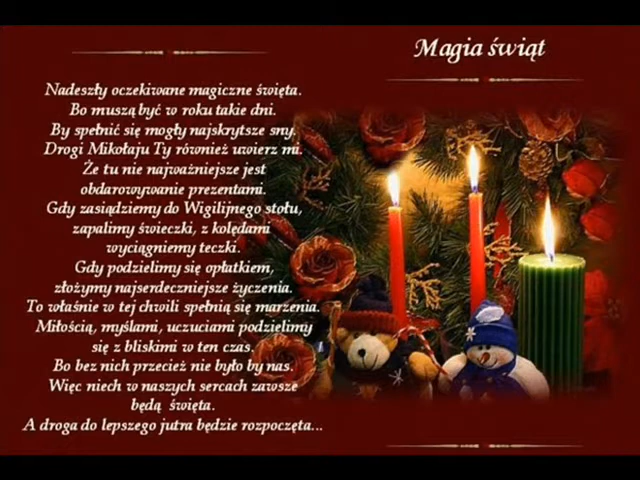 Magia świąt
Nadeszły oczekiwane magiczne święta.
Bo muszą być w roku takie dni.
By spełnić się mogły najskrytsze sny.
Drogi Mikołaju Ty również uwierz mi.
Że tu nie najważniejsze jest
obdarowywanie prezentami.
Gdy zasiądziemy do Wigilijnego stołu,
zapalimy świeczki, z kolędami
wyciągniemy teczki.
Gdy podzielimy się opłatkiem,
złożymy najserdeczniejsze życzenia.
To właśnie w tej chwili spełnią się marzenia.
Miłością, myślami, uczuciami podzielimy
się z bliskimi w ten czas.
Bo bez nich przecież nie było by nas.
Więc niech w naszych sercach zawsze
będą święta.
A droga do lepszego jutra będzie rozpoczęta...